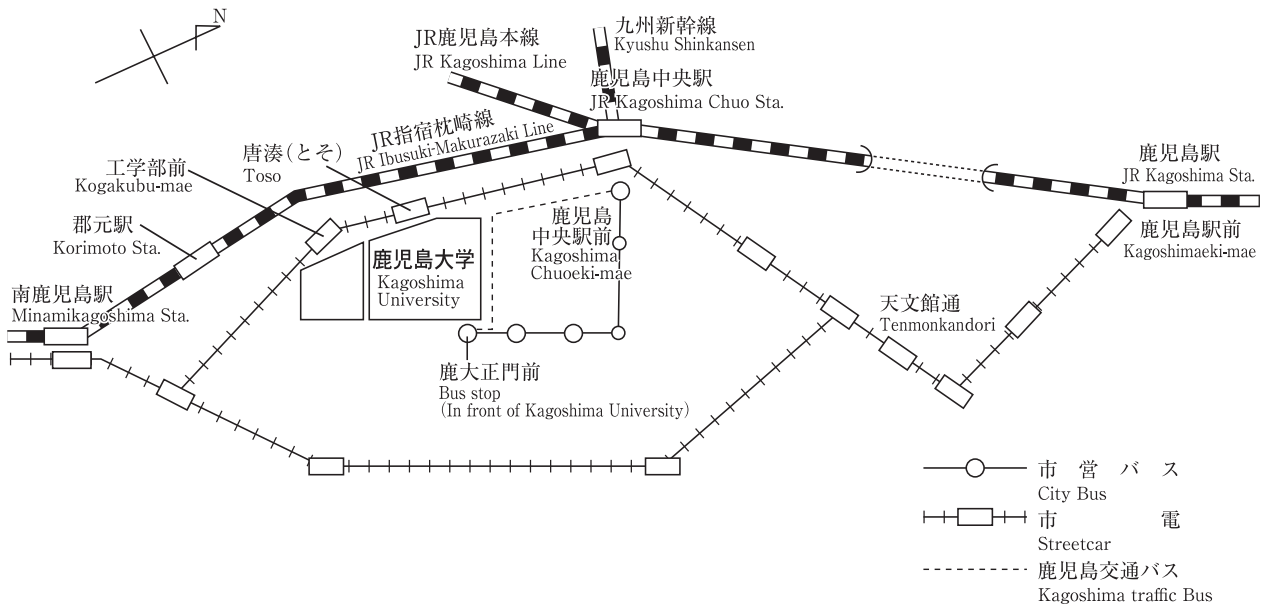 N
九州新幹線
Kyushu Shinkansen
JR鹿児島本線
JR Kagoshima Line
鹿児島中央駅
JR Kagoshima Chuo Sta.
JR指宿枕崎線
JR Ibusuki-Makurazaki Line
唐湊(とそ)
Toso
工学部前
Kogakubu-mae
郡元駅
Korimoto Sta.
南鹿児島駅
Minamikagoshima Sta.
鹿児島大学
Kagoshima
University
鹿児島
中央駅前
Kagoshima
Chuoeki-mae
鹿児島駅
JR Kagoshima Sta.
鹿児島駅前
Kagoshimaeki-mae
天文館通
Tenmonkandori
鹿大正門前
Bus stop
(In front of Kagoshima University)
市営バス
City Bus
市電
Streetcar
鹿児島交通バス
Kagoshima traffic Bus